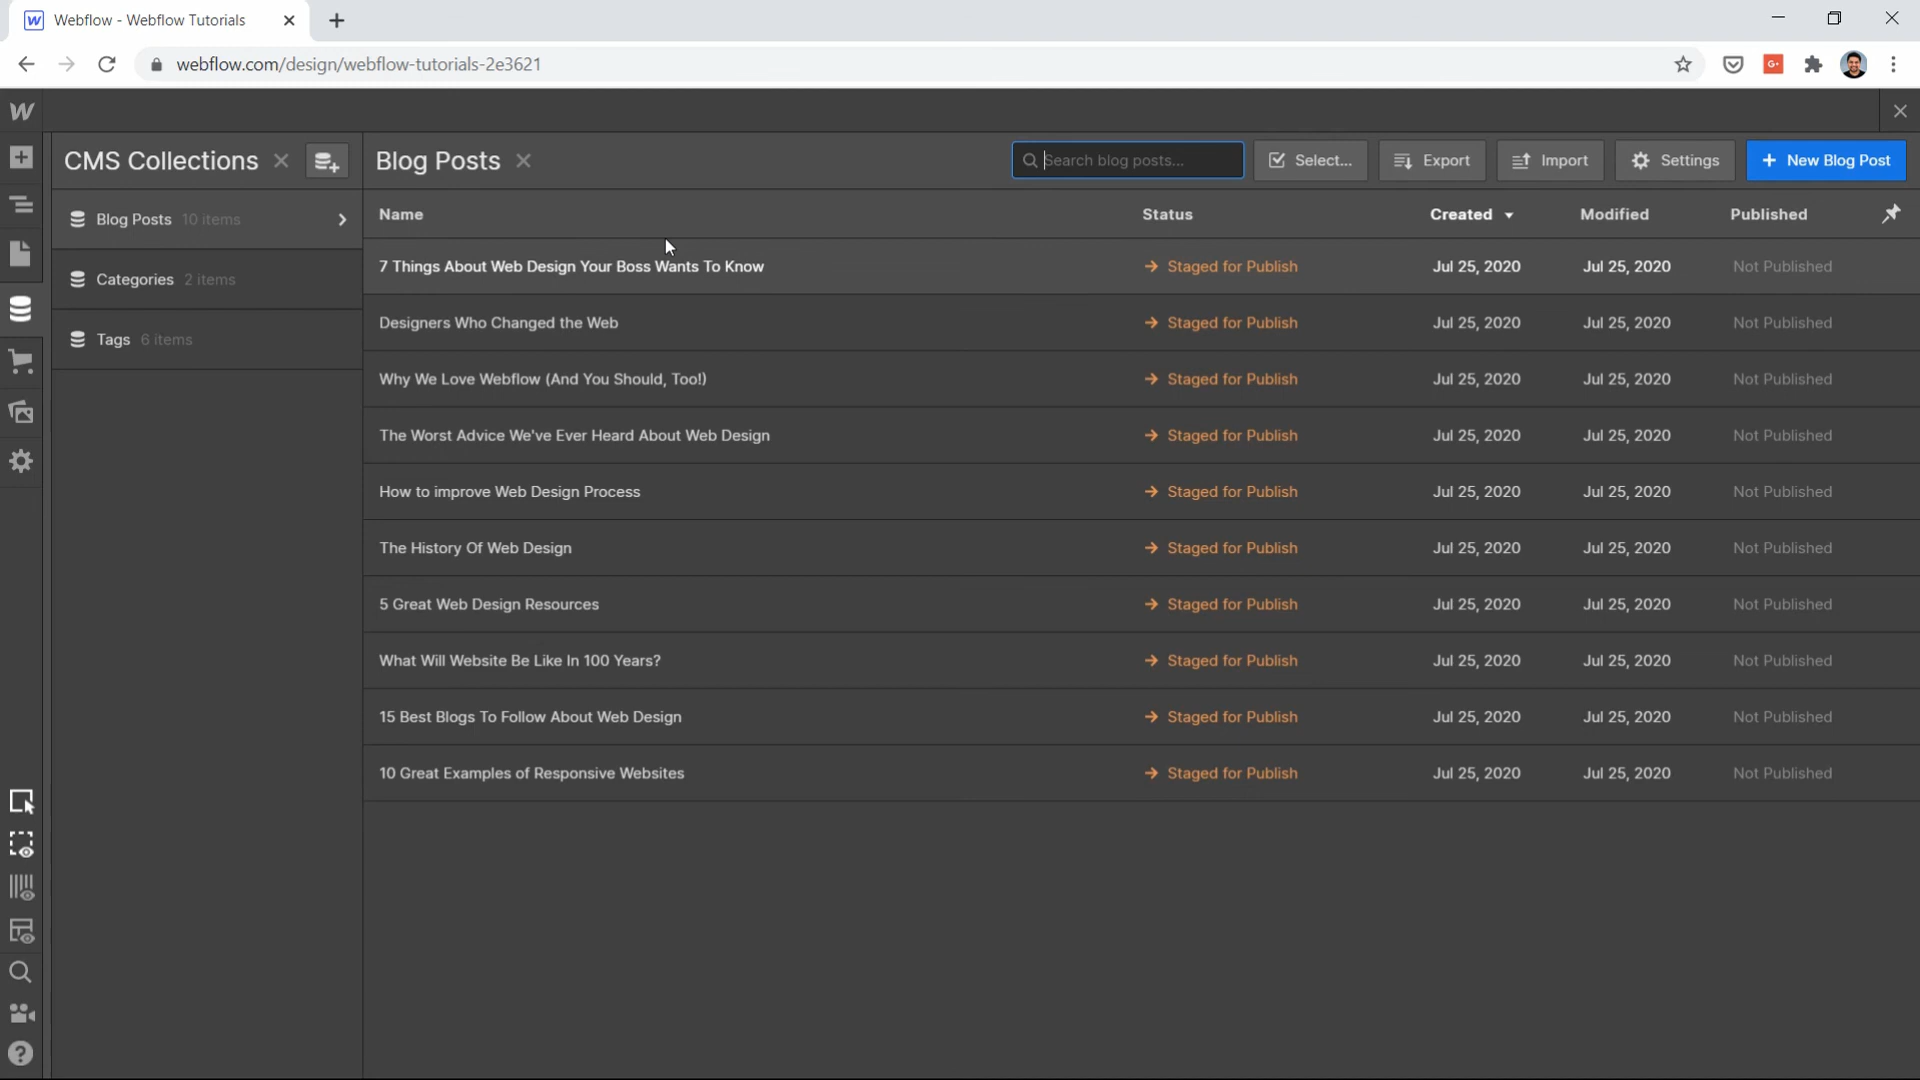 Webflow - Webflow Tutorials
webflow.com/design/webflow-tutorials-2e3621
CMS Collections
Blog Posts
Search blog posts...
Select...
Export
Import
Settings
New Blog Post
Blog Posts 10 items
Categories 2 items
Tags 6 items
Name Status Created Modified Published
7 Things About Web Design Your Boss Wants To Know Staged for Publish Jul 25, 2020 Jul 25, 2020 Not Published
Designers Who Changed the Web Staged for Publish Jul 25, 2020 Jul 25, 2020 Not Published
Why We Love Webflow (And You Should, Too!) Staged for Publish Jul 25, 2020 Jul 25, 2020 Not Published
The Worst Advice We've Ever Heard About Web Design Staged for Publish Jul 25, 2020 Jul 25, 2020 Not Published
How to improve Web Design Process Staged for Publish Jul 25, 2020 Jul 25, 2020 Not Published
The History Of Web Design Staged for Publish Jul 25, 2020 Jul 25, 2020 Not Published
5 Great Web Design Resources Staged for Publish Jul 25, 2020 Jul 25, 2020 Not Published
What Will Website Be Like In 100 Years? Staged for Publish Jul 25, 2020 Jul 25, 2020 Not Published
15 Best Blogs To Follow About Web Design Staged for Publish Jul 25, 2020 Jul 25, 2020 Not Published
10 Great Examples of Responsive Websites Staged for Publish Jul 25, 2020 Jul 25, 2020 Not Published